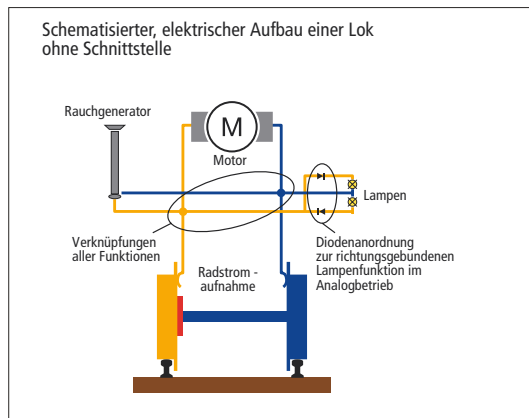 Schematisierter, elektrischer Aufbau einer Lok
ohne Schnittstelle
Rauchgenerator
M
Motor
Lampen
Verknüpfungen
aller Funktionen
Radstrom -
aufnahme
Diodenanordnung
zur richtungsgebundenen
Lampenfunktion im
Analogbetrieb